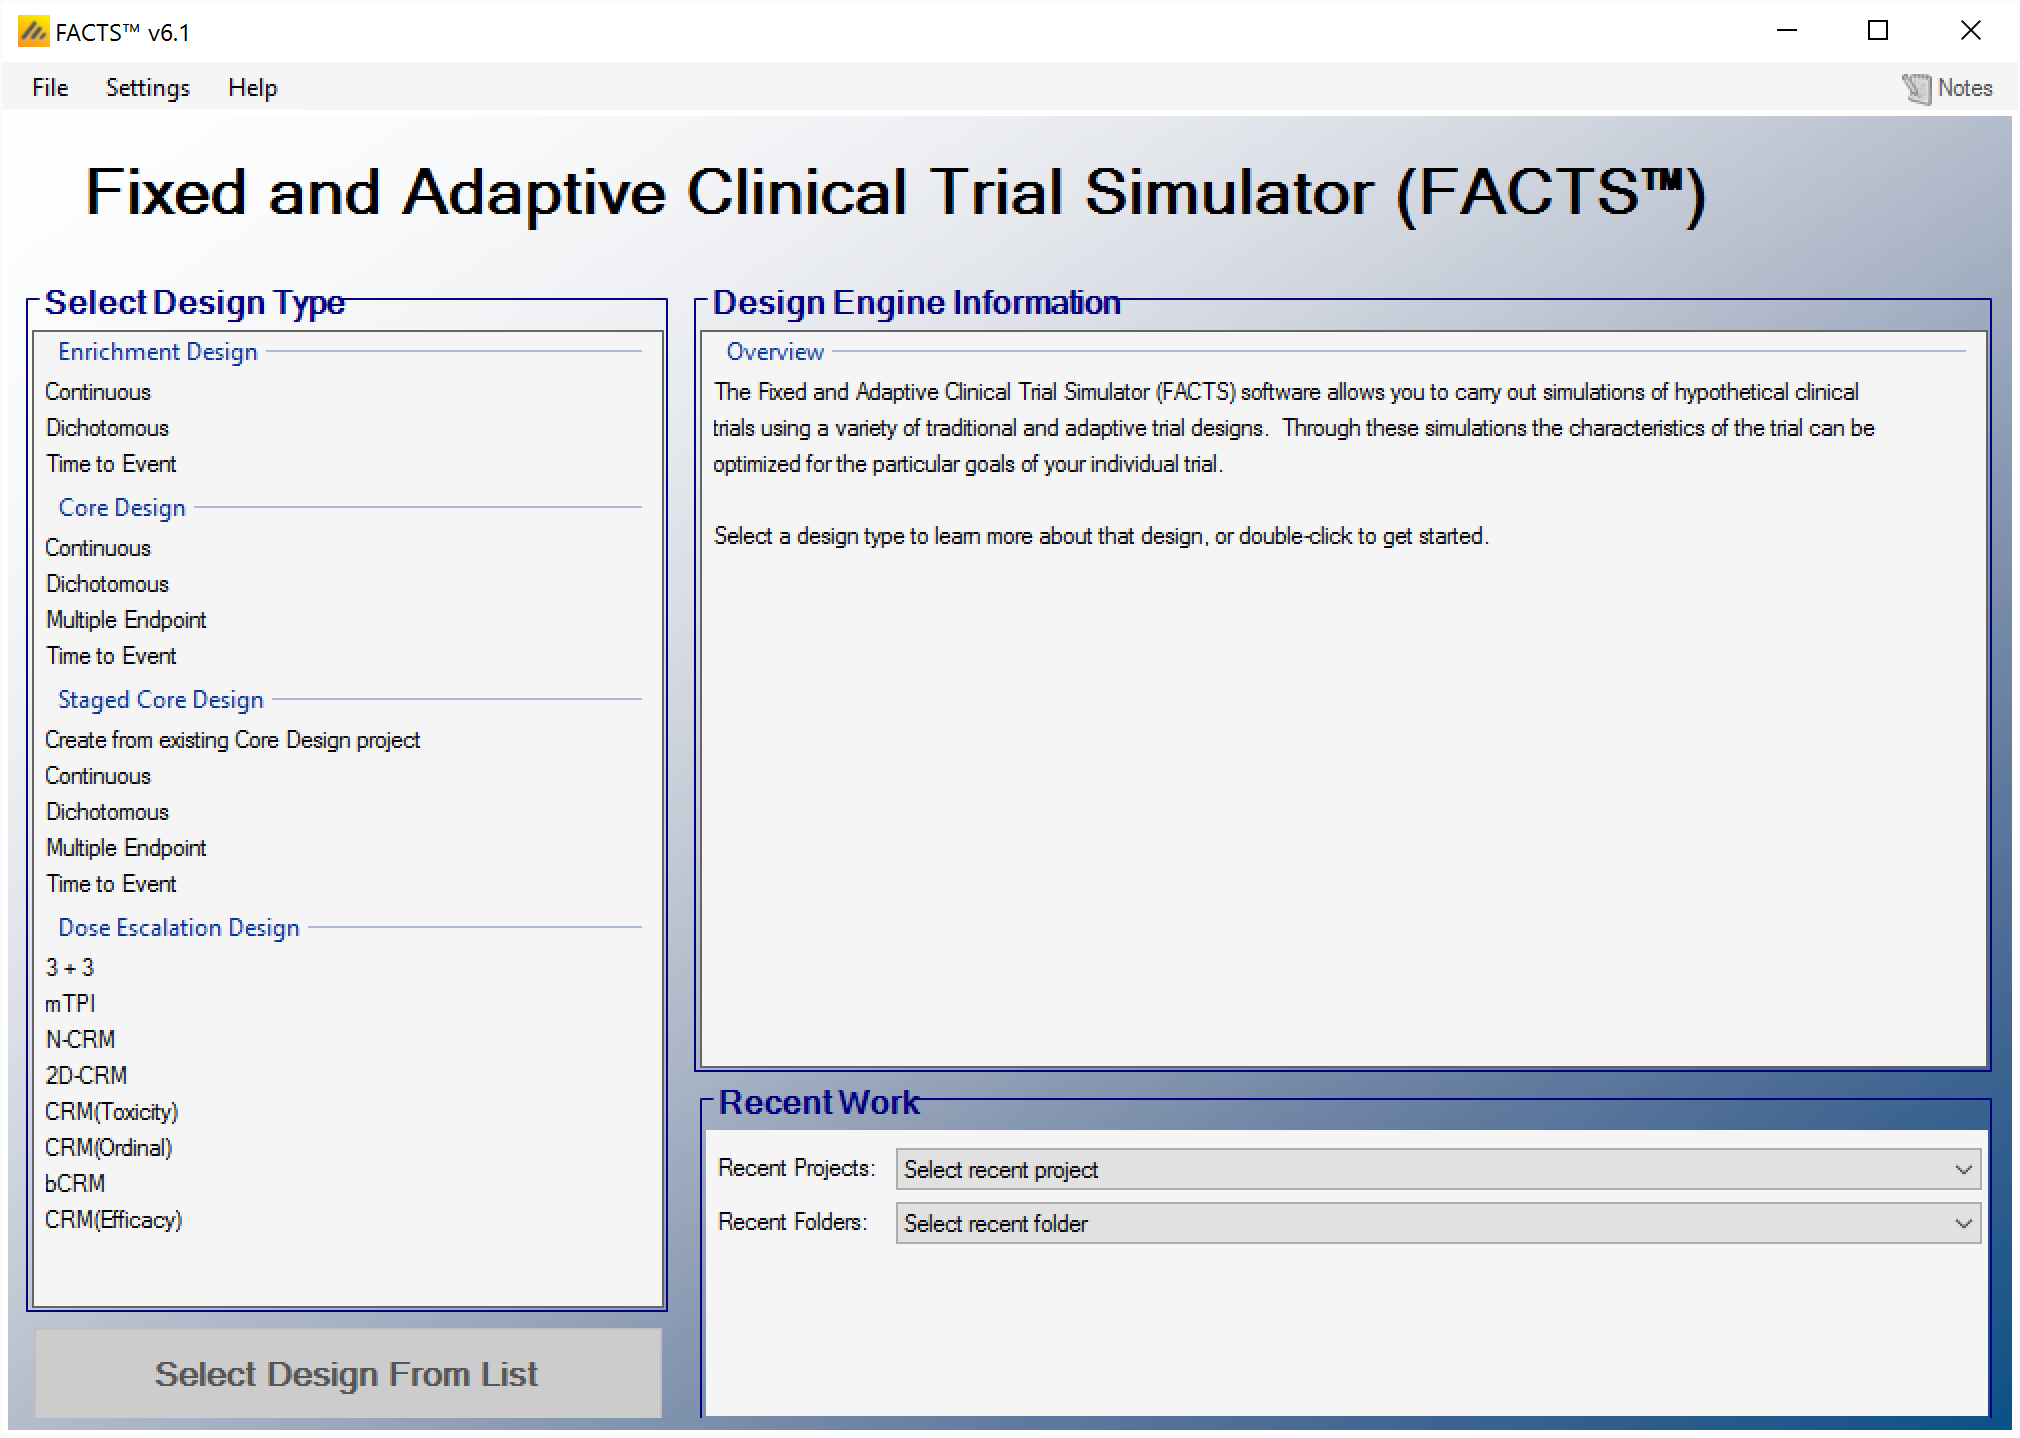 FACTS™ v6.1
File Settings Help Notes
Fixed and Adaptive Clinical Trial Simulator (FACTS™)
Select Design Type
Enrichment Design
Continuous
Dichotomous
Time to Event
Core Design
Continuous
Dichotomous
Multiple Endpoint
Time to Event
Staged Core Design
Create from existing Core Design project
Continuous
Dichotomous
Multiple Endpoint
Time to Event
Dose Escalation Design
3 + 3
mTPI
N-CRM
2D-CRM
CRM(Toxicity)
CRM(Ordinal)
bCRM
CRM(Efficacy)
Select Design From List
Design Engine Information
Overview
The Fixed and Adaptive Clinical Trial Simulator (FACTS) software allows you to carry out simulations of hypothetical clinical
trials using a variety of traditional and adaptive trial designs.  Through these simulations the characteristics of the trial can be
optimized for the particular goals of your individual trial.
Select a design type to learn more about that design, or double-click to get started.
Recent Work
Recent Projects: Select recent project
Recent Folders: Select recent folder